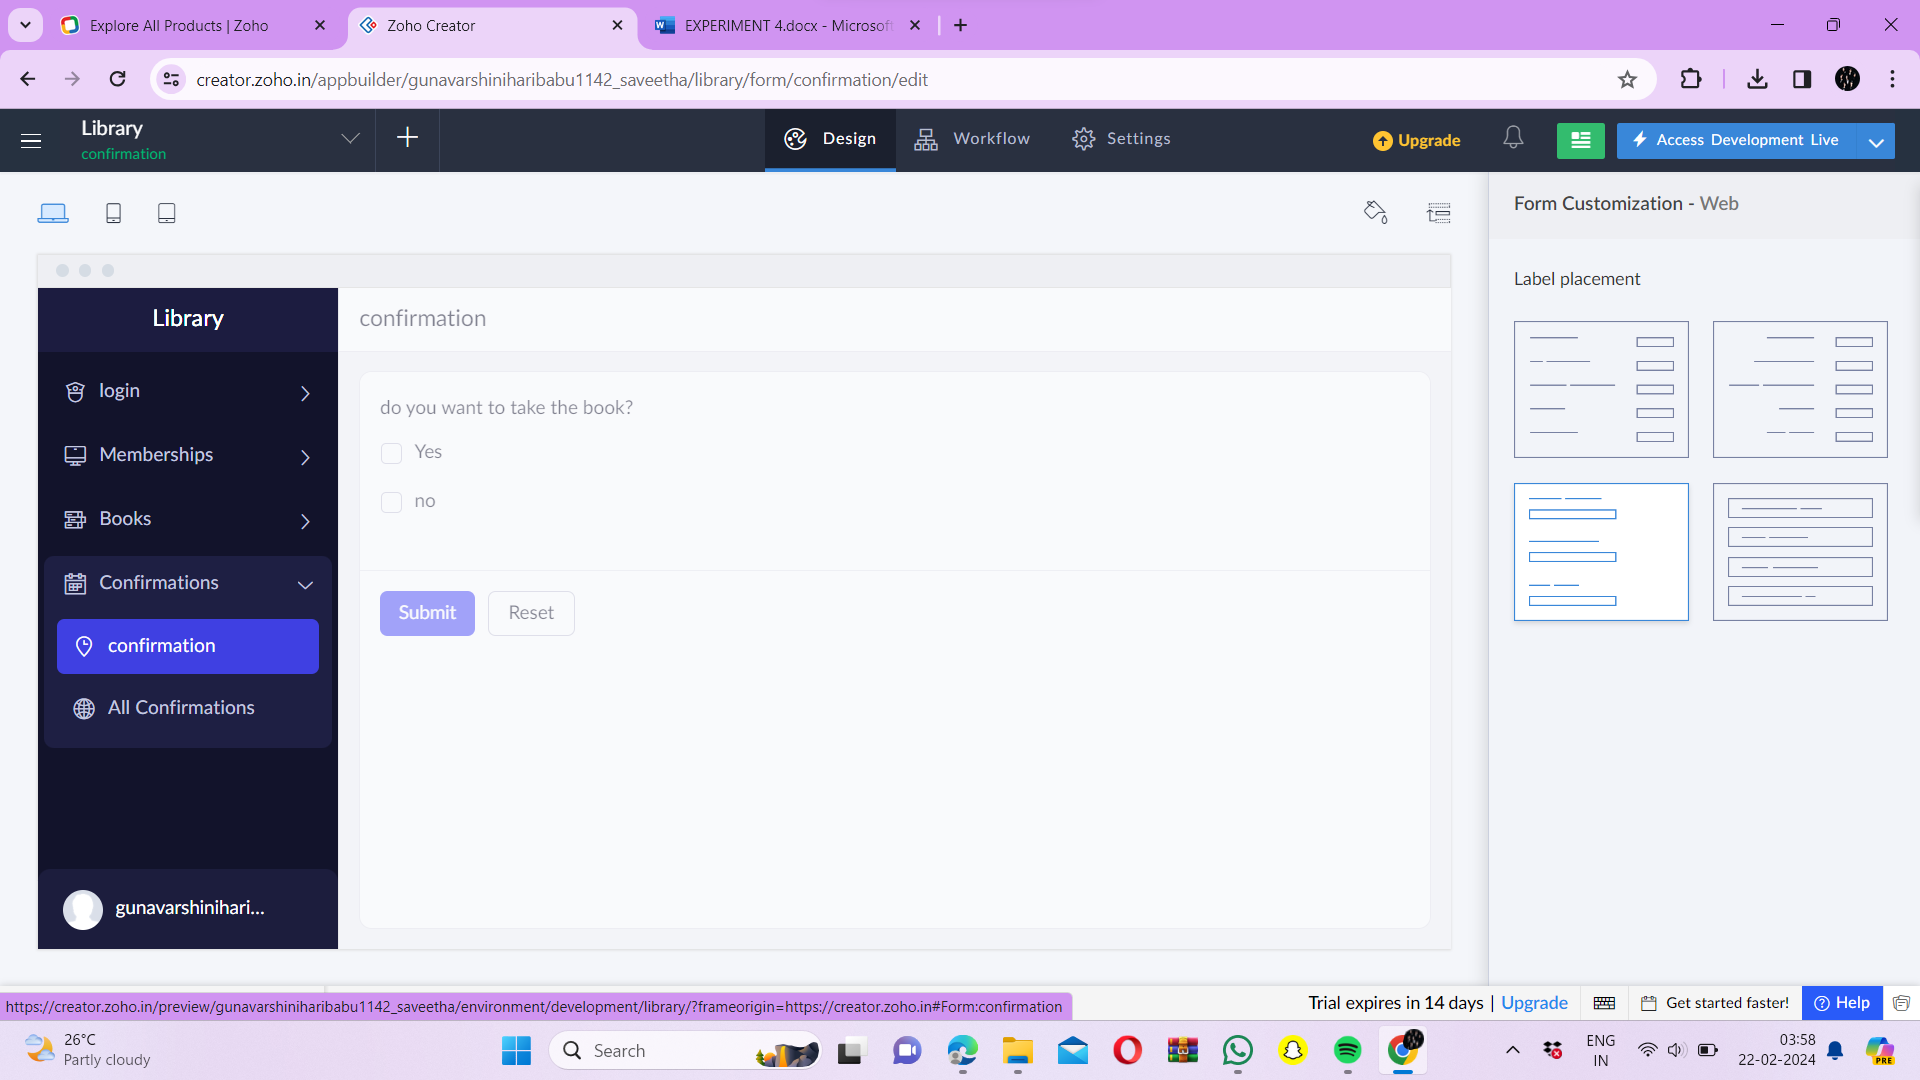 Explore All Products | Zoho
Zoho Creator
EXPERIMENT 4.docx - Microsoft
creator.zoho.in/appbuilder/gunavarshiniharibabu1142_saveetha/library/form/confirmation/edit
Library
confirmation
Design
Workflow
Settings
Upgrade
Access Development Live
Form Customization - Web
Label placement
Library
confirmation
login
Memberships
Books
Confirmations
confirmation
All Confirmations
gunavarshinihari...
do you want to take the book?
Yes
no
Submit
Reset
https://creator.zoho.in/preview/gunavarshiniharibabu1142_saveetha/environment/development/library/?frameorigin=https://creator.zoho.in#Form:confirmation
Trial expires in 14 days | Upgrade
Get started faster!
Help
26°C
Partly cloudy
Search
ENG
IN
03:58
22-02-2024
PRE